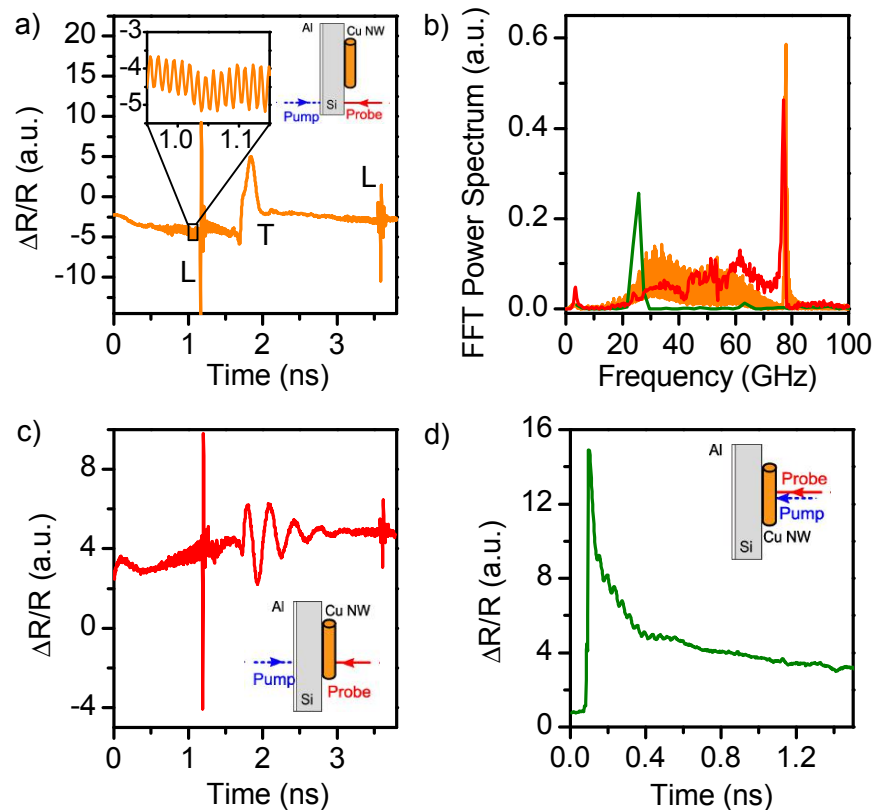 a)
ΔR/R (a.u.)
22.5
15.0
7.5
0
-5
-10
-3
-4
-5
1.0 1.1
Al
Cu NW
Si
Pump
Probe
L
T
L
0 1 2 3
Time (ns)
b)
FFT Power Spectrum (a.u.)
0.6
0.4
0.2
0.0
0 20 40 60 80 100
Frequency (GHz)
c)
ΔR/R (a.u.)
8
4
0
-4
Al
Cu NW
Pump
Si
Probe
0 1 2 3
Time (ns)
d)
ΔR/R (a.u.)
16
12
8
4
0
Al
Probe
Pump
Si
Cu NW
0.0 0.4 0.8 1.2
Time (ns)